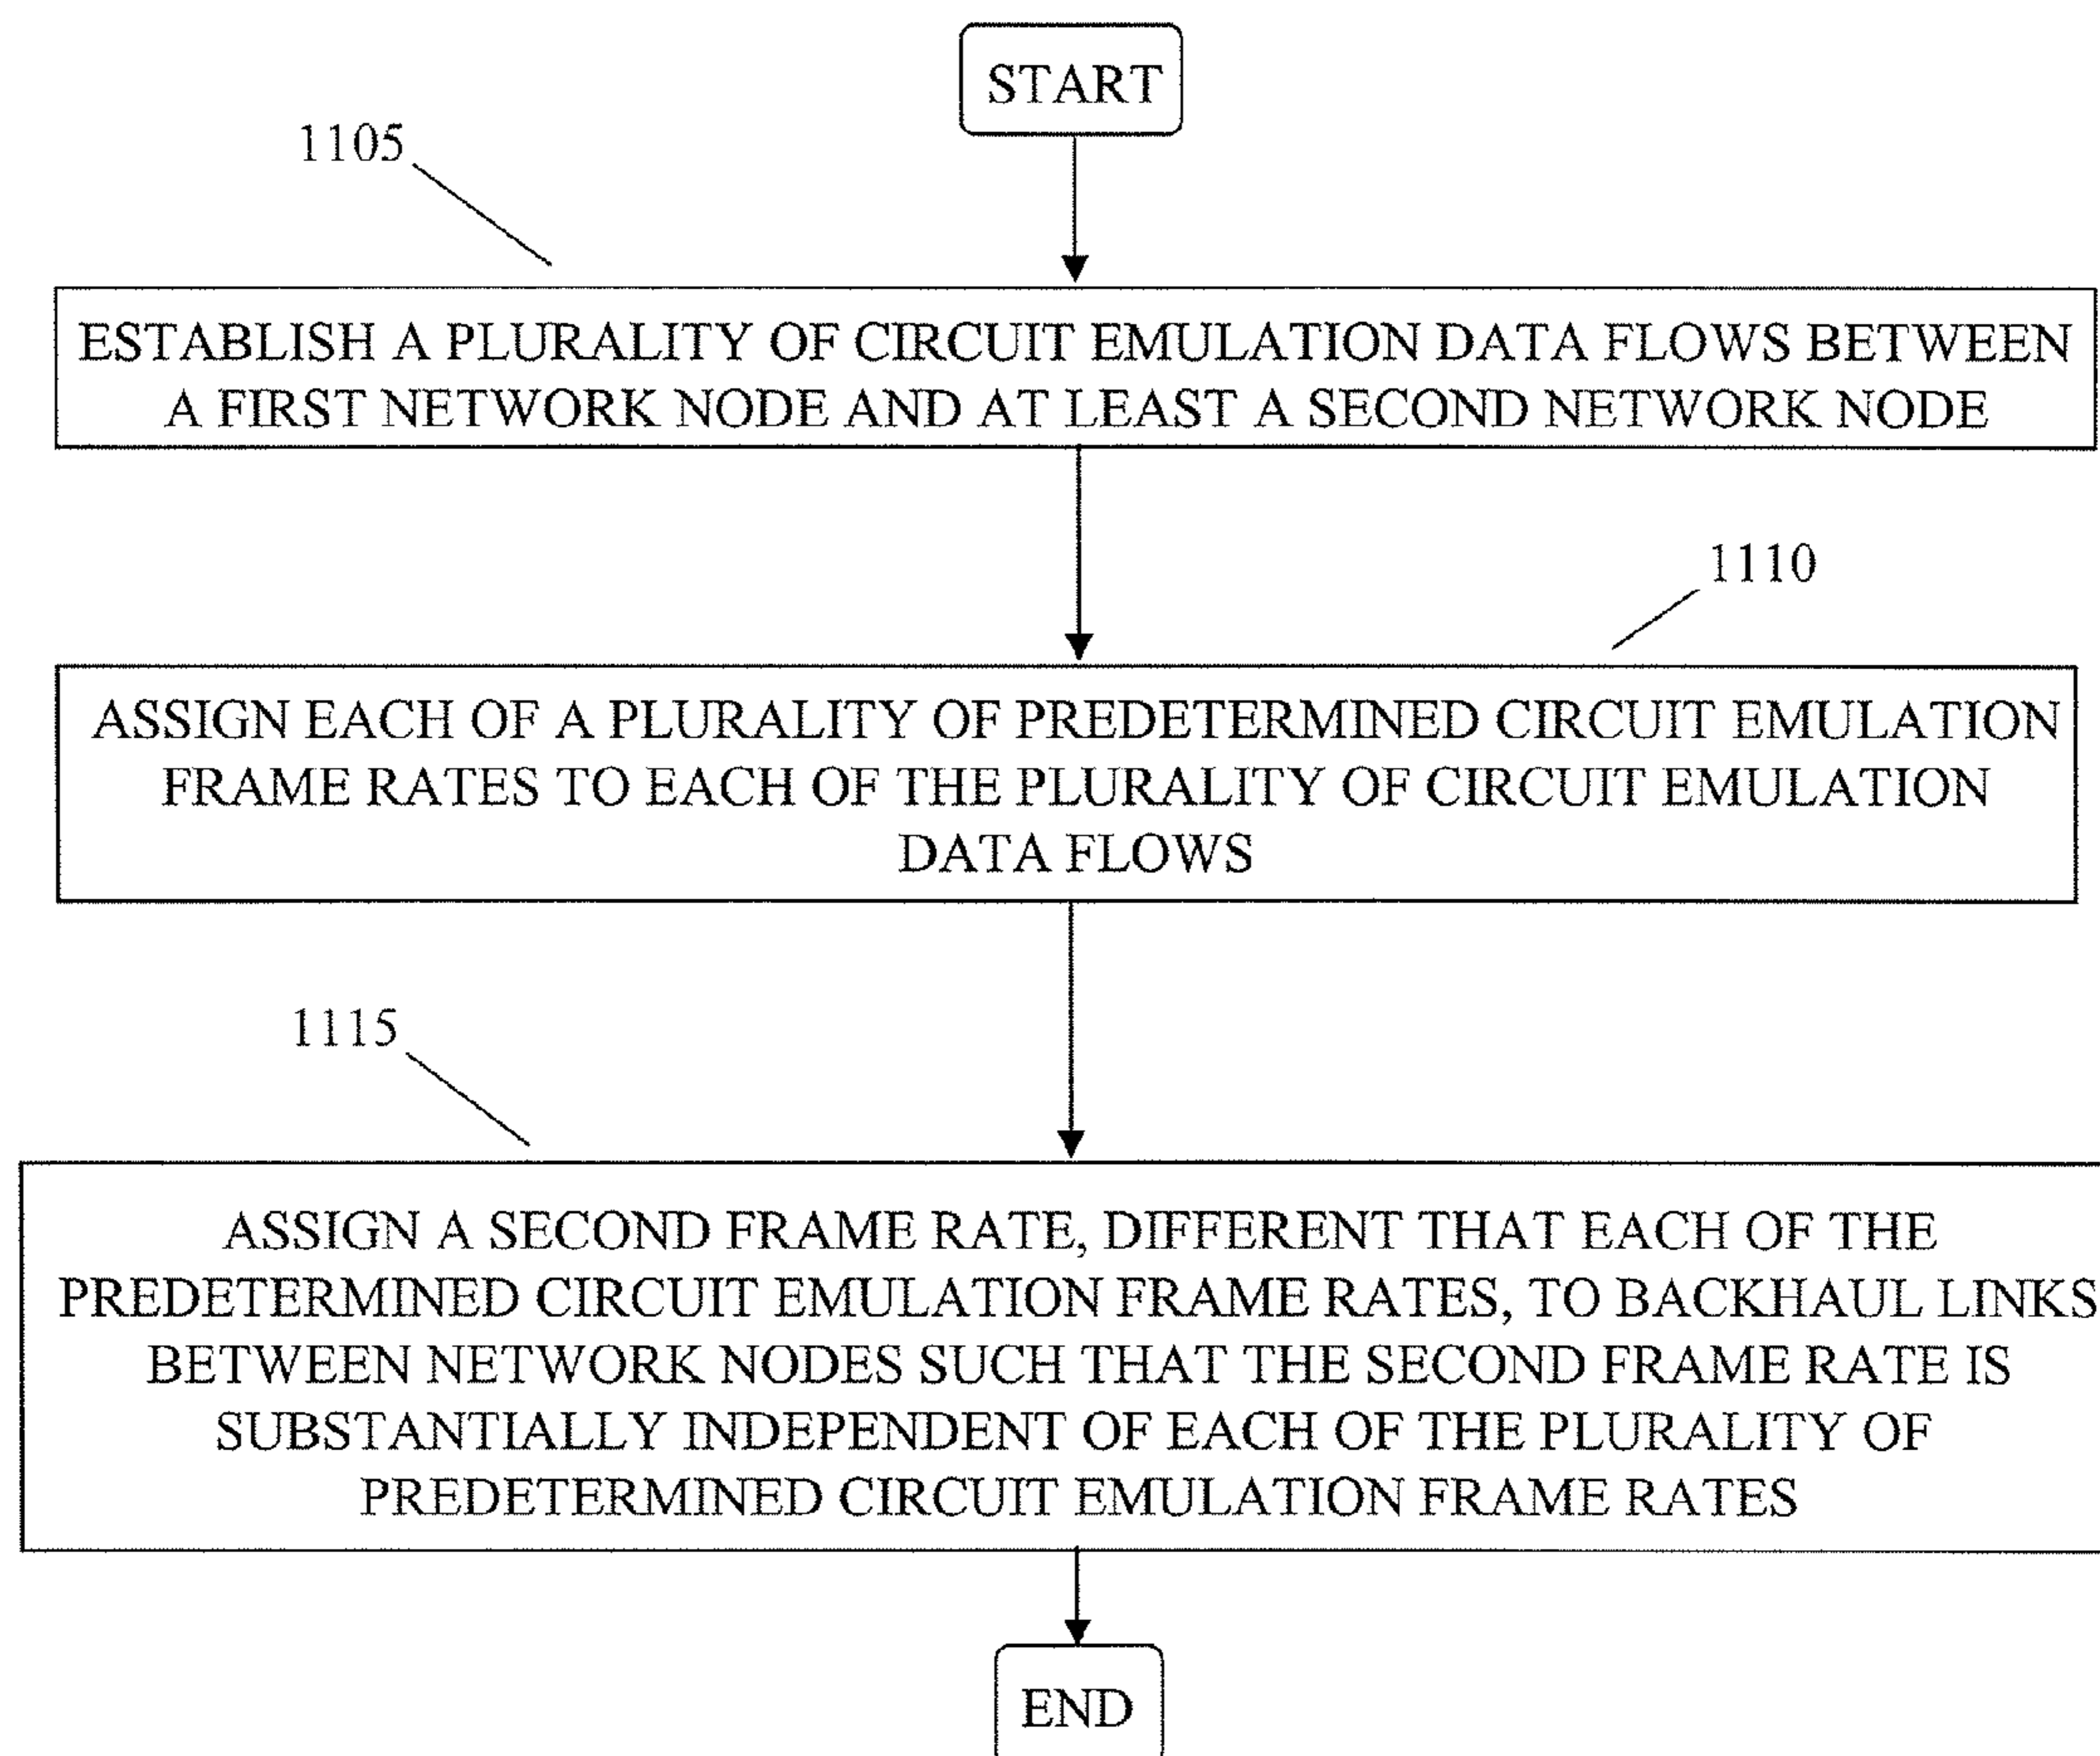 START
1105
ESTABLISH A PLURALITY OF CIRCUIT EMULATION DATA FLOWS BETWEEN
A FIRST NETWORK NODE AND AT LEAST A SECOND NETWORK NODE
1110
ASSIGN EACH OF A PLURALITY OF PREDETERMINED CIRCUIT EMULATION
FRAME RATES TO EACH OF THE PLURALITY OF CIRCUIT EMULATION
DATA FLOWS
1115
ASSIGN A SECOND FRAME RATE, DIFFERENT THAT EACH OF THE
PREDETERMINED CIRCUIT EMULATION FRAME RATES, TO BACKHAUL LINKS
BETWEEN NETWORK NODES SUCH THAT THE SECOND FRAME RATE IS
SUBSTANTIALLY INDEPENDENT OF EACH OF THE PLURALITY OF
PREDETERMINED CIRCUIT EMULATION FRAME RATES
END